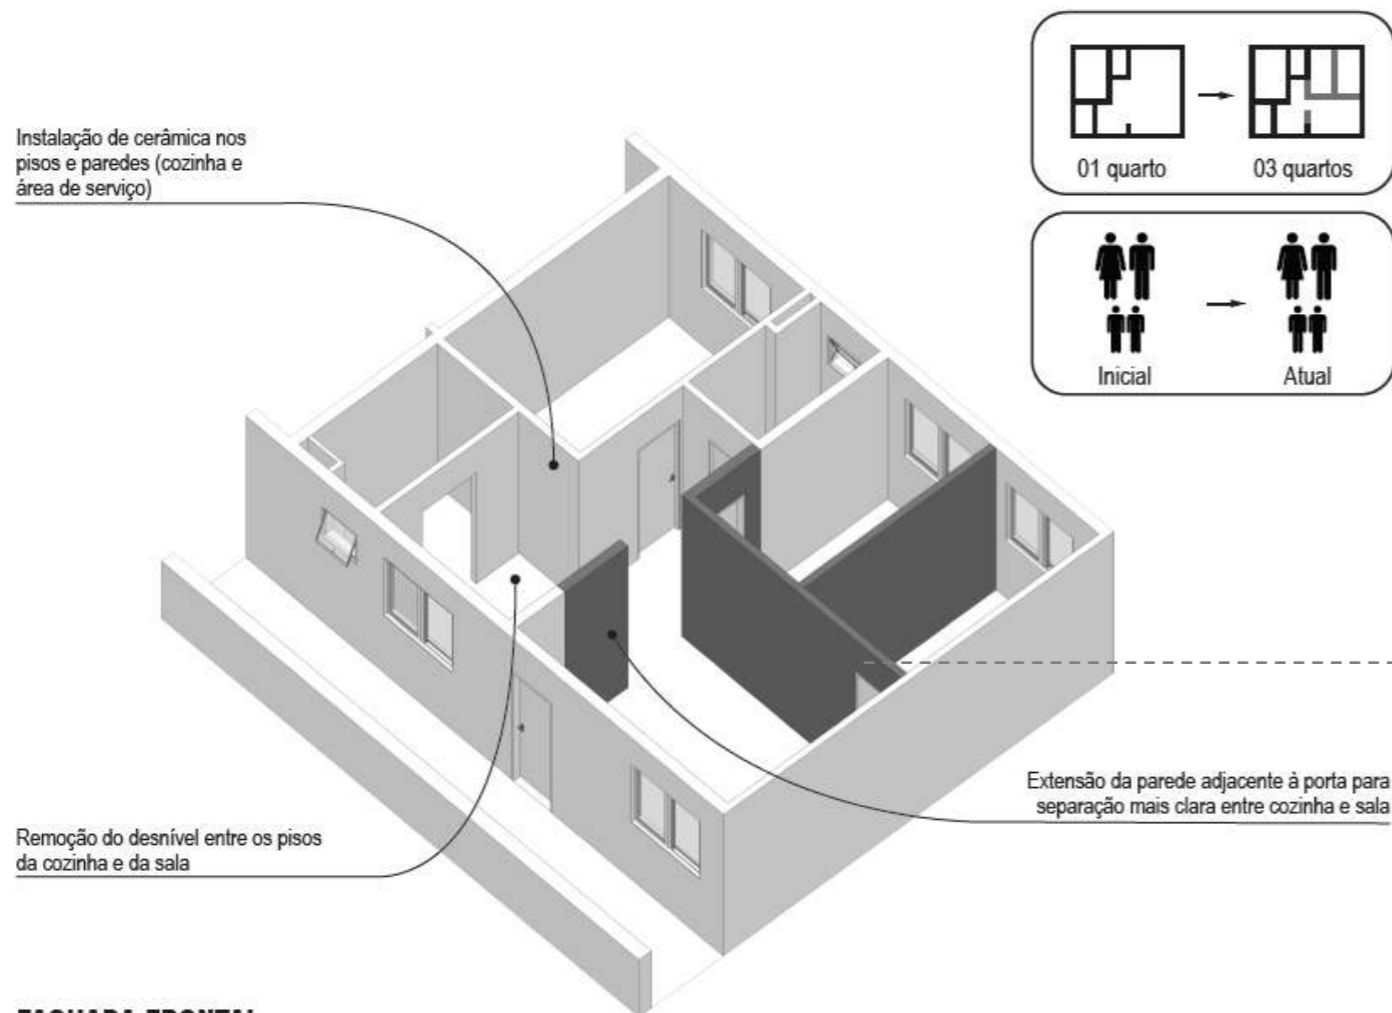 01 quarto
03 quartos
Inicial
Atual
Instalação de cerâmica nos
pisos e paredes (cozinha e
área de serviço)
Extensão da parede adjacente à porta para
separação mais clara entre cozinha e sala
Remoção do desnível entre os pisos
da cozinha e da sala
FACHADA FRONTAL